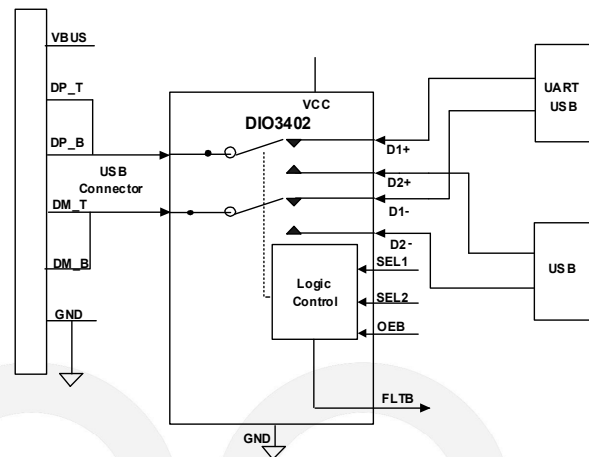 VBUS
DP_T
DP_B
USB
Connector
DM_T
DM_B
GND
VCC
DIO3402
D1+
D2+
D1-
D2-
Logic
Control
SEL1
SEL2
OEB
FLTB
GND
UART
USB
USB